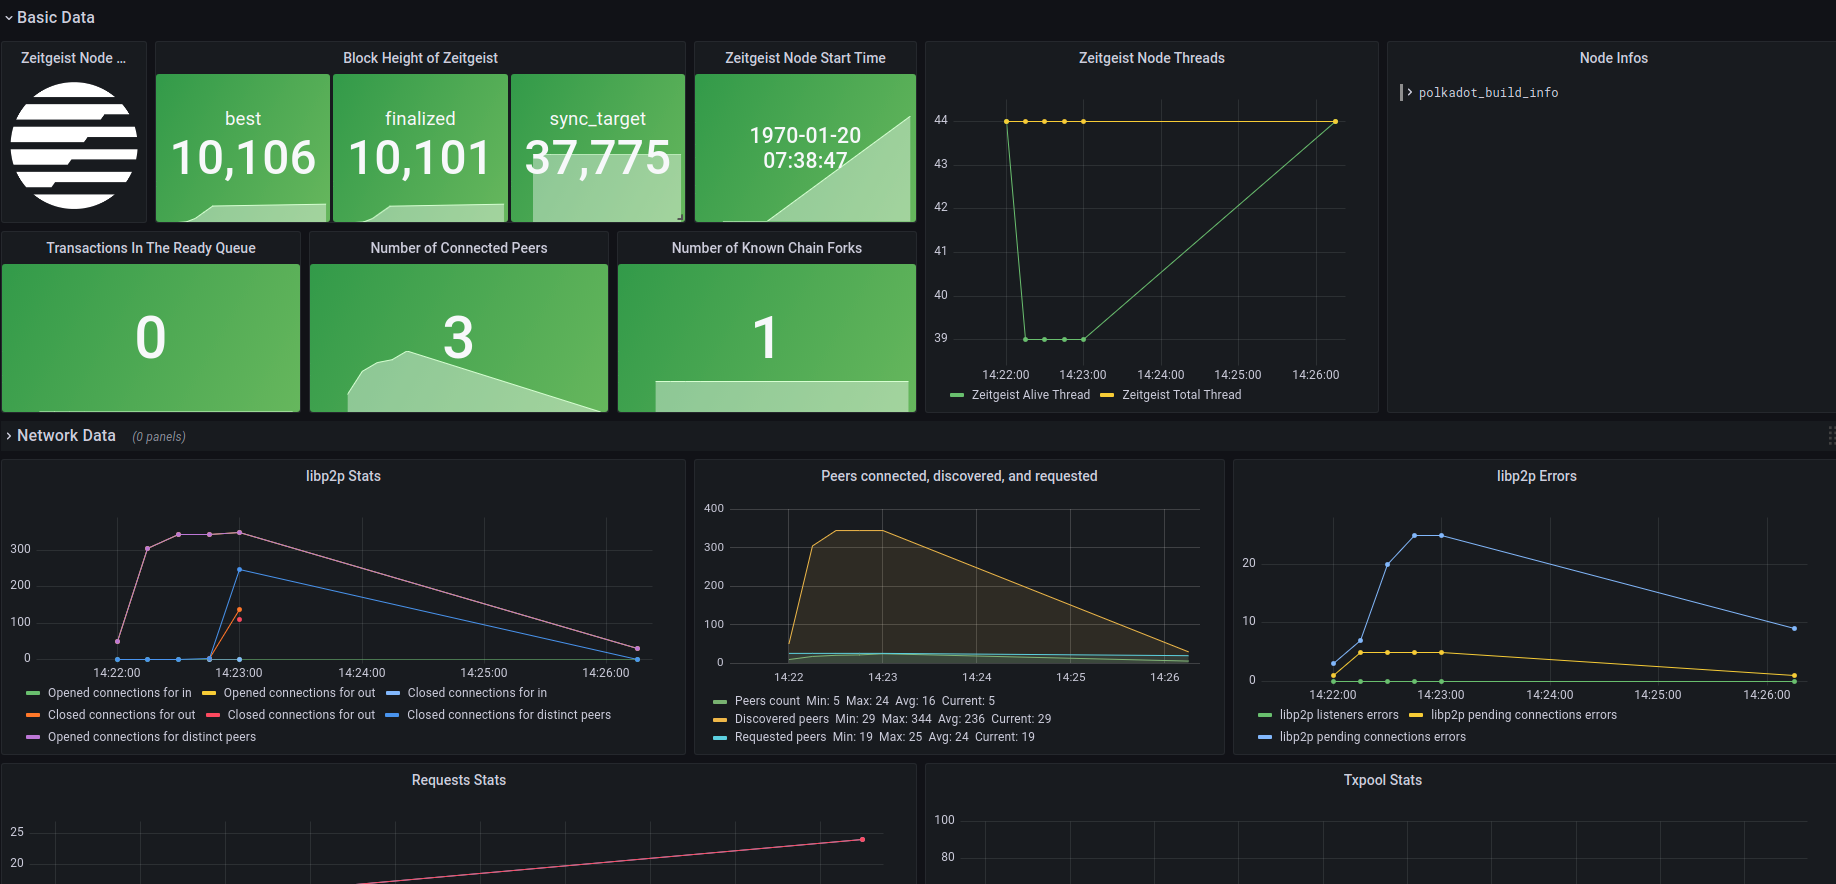 Basic Data
Zeitgeist Node ...
Block Height of Zeitgeist
best
10,106
finalized
10,101
sync_target
37,775
Zeitgeist Node Start Time
1970-01-20
07:38:47
Zeitgeist Node Threads
44
43
42
41
40
39
14:22:00 14:23:00 14:24:00 14:25:00 14:26:00
Zeitgeist Alive Thread Zeitgeist Total Thread
Node Infos
polkadot_build_info
Transactions In The Ready Queue
0
Number of Connected Peers
3
Number of Known Chain Forks
1
Network Data (0 panels)
libp2p Stats
300
200
100
0
14:22:00 14:23:00 14:24:00 14:25:00 14:26:00
Opened connections for in Opened connections for out Closed connections for in
Closed connections for out Closed connections for out Closed connections for distinct peers
Opened connections for distinct peers
Peers connected, discovered, and requested
400
300
200
100
0
14:22 14:23 14:24 14:25 14:26
Peers count Min: 5 Max: 24 Avg: 16 Current: 5
Discovered peers Min: 29 Max: 344 Avg: 236 Current: 29
Requested peers Min: 19 Max: 25 Avg: 24 Current: 19
libp2p Errors
20
10
0
14:22:00 14:23:00 14:24:00 14:25:00 14:26:00
libp2p listeners errors libp2p pending connections errors
libp2p pending connections errors
Requests Stats
25
20
Txpool Stats
100
80